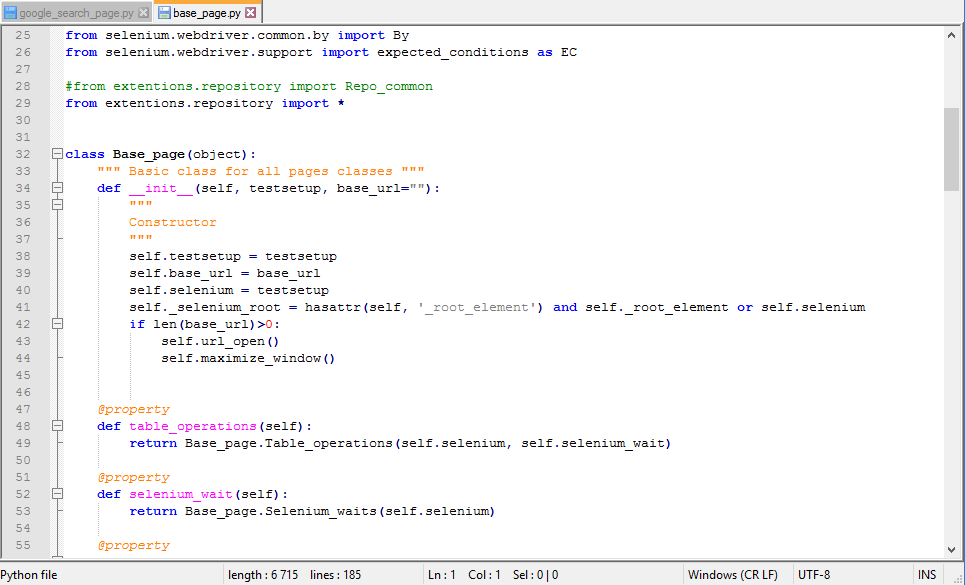 google_search_page.py base_page.py
25 from selenium.webdriver.common.by import By
26 from selenium.webdriver.support import expected_conditions as EC
27
28 #from extentions.repository import Repo_common
29 from extentions.repository import *
30
31
32 class Base_page(object):
33     """ Basic class for all pages classes """
34     def __init__(self, testsetup, base_url=""):
35         """
36         Constructor
37         """
38         self.testsetup = testsetup
39         self.base_url = base_url
40         self.selenium = testsetup
41         self._selenium_root = hasattr(self, '_root_element') and self._root_element or self.selenium
42         if len(base_url)>0:
43             self.url_open()
44             self.maximize_window()
45
46
47     @property
48     def table_operations(self):
49         return Base_page.Table_operations(self.selenium, self.selenium_wait)
50
51     @property
52     def selenium_wait(self):
53         return Base_page.Selenium_waits(self.selenium)
54
55     @property
Python file length : 6 715 lines : 185 Ln : 1 Col : 1 Sel : 0 | 0 Windows (CR LF) UTF-8 INS